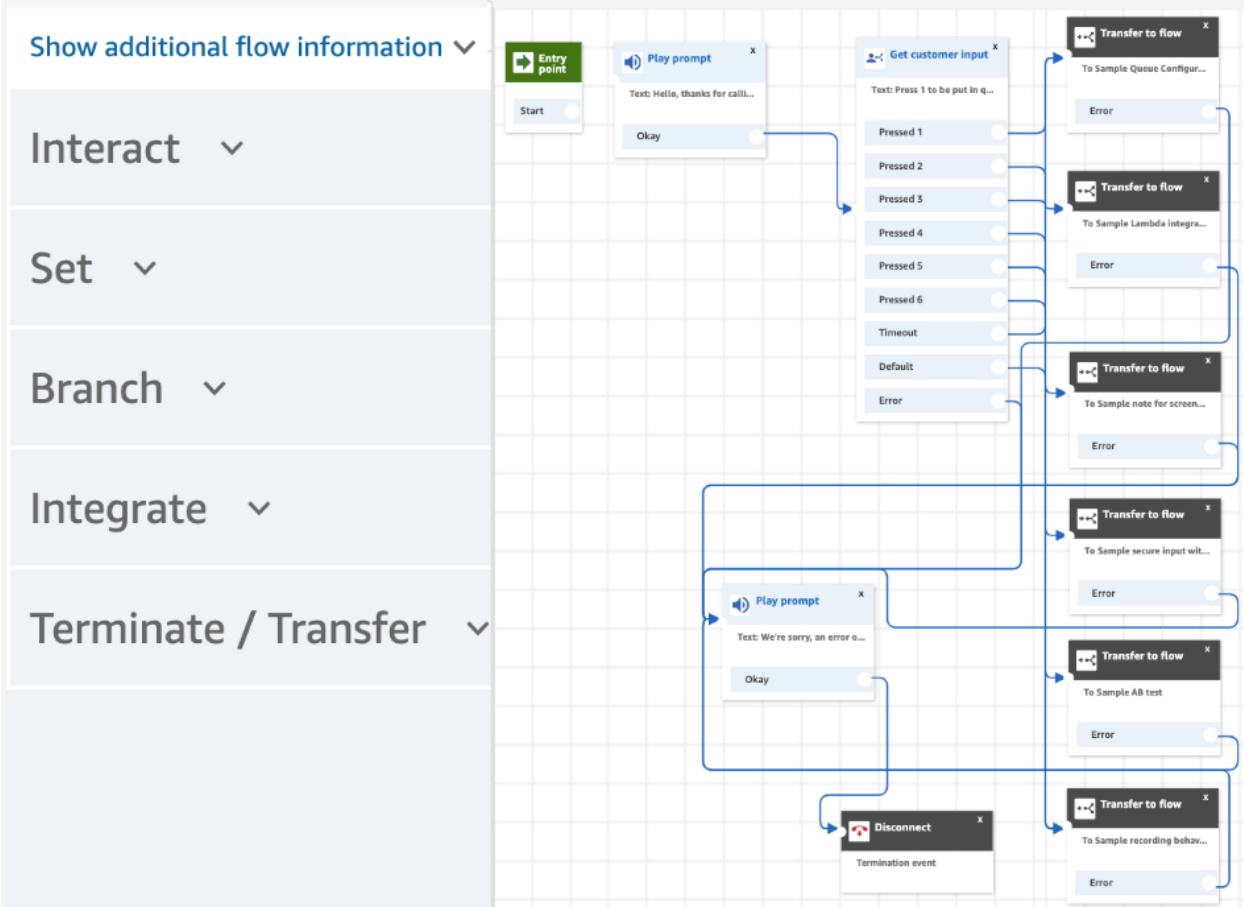 Show additional flow information
Interact
Set
Branch
Integrate
Terminate / Transfer
Entry
point
Start
Play prompt
x
Text: Hello, thanks for calli...
Okay
Get customer input
x
Text: Press 1 to be put in q...
Pressed 1
Pressed 2
Pressed 3
Pressed 4
Pressed 5
Pressed 6
Timeout
Default
Error
Transfer to flow
x
To Sample Queue Configur...
Error
Transfer to flow
x
To Sample Lambda integra...
Error
Transfer to flow
x
To Sample note for screen...
Error
Transfer to flow
x
To Sample secure input wit...
Error
Play prompt
x
Text: We're sorry, an error o...
Okay
Transfer to flow
x
To Sample AB test
Error
Disconnect
x
Termination event
Transfer to flow
x
To Sample recording behav...
Error